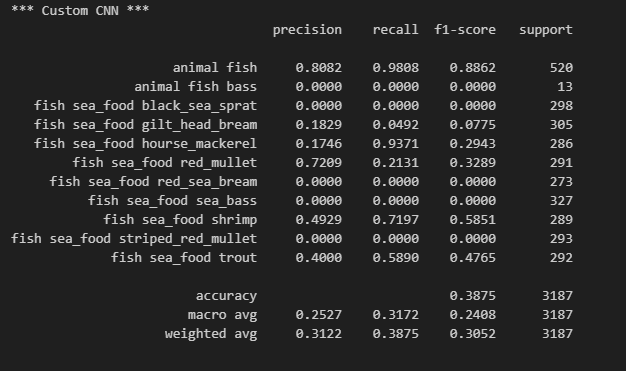 *** Custom CNN ***
precision recall f1-score support
animal fish 0.8082 0.9808 0.8862 520
animal fish bass 0.0000 0.0000 0.0000 13
fish sea_food black_sea_sprat 0.0000 0.0000 0.0000 298
fish sea_food gilt_head_bream 0.1829 0.0492 0.0775 305
fish sea_food hourse_mackerel 0.1746 0.9371 0.2943 286
fish sea_food red_mullet 0.7209 0.2131 0.3289 291
fish sea_food red_sea_bream 0.0000 0.0000 0.0000 273
fish sea_food sea_bass 0.0000 0.0000 0.0000 327
fish sea_food shrimp 0.4929 0.7197 0.5851 289
fish sea_food striped_red_mullet 0.0000 0.0000 0.0000 293
fish sea_food trout 0.4000 0.5890 0.4765 292
accuracy 0.3875 3187
macro avg 0.2527 0.3172 0.2408 3187
weighted avg 0.3122 0.3875 0.3052 3187